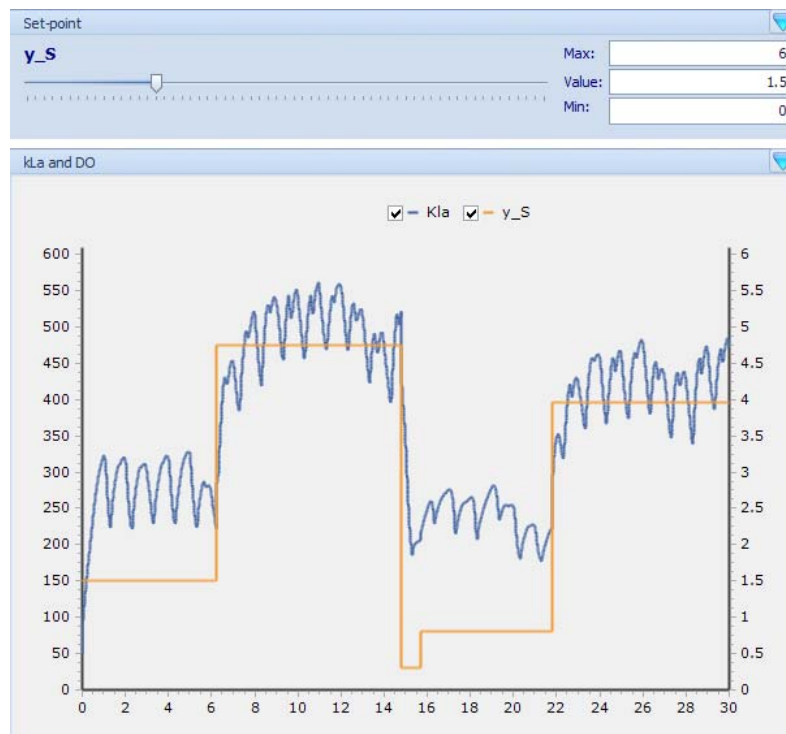 Set-point
y_S
Max: 6
Value: 1.5
Min: 0
kLa and DO
Kla y_S
600 6
550 5.5
500 5
450 4.5
400 4
350 3.5
300 3
250 2.5
200 2
150 1.5
100 1
50 0.5
0 0
0 2 4 6 8 10 12 14 16 18 20 22 24 26 28 30